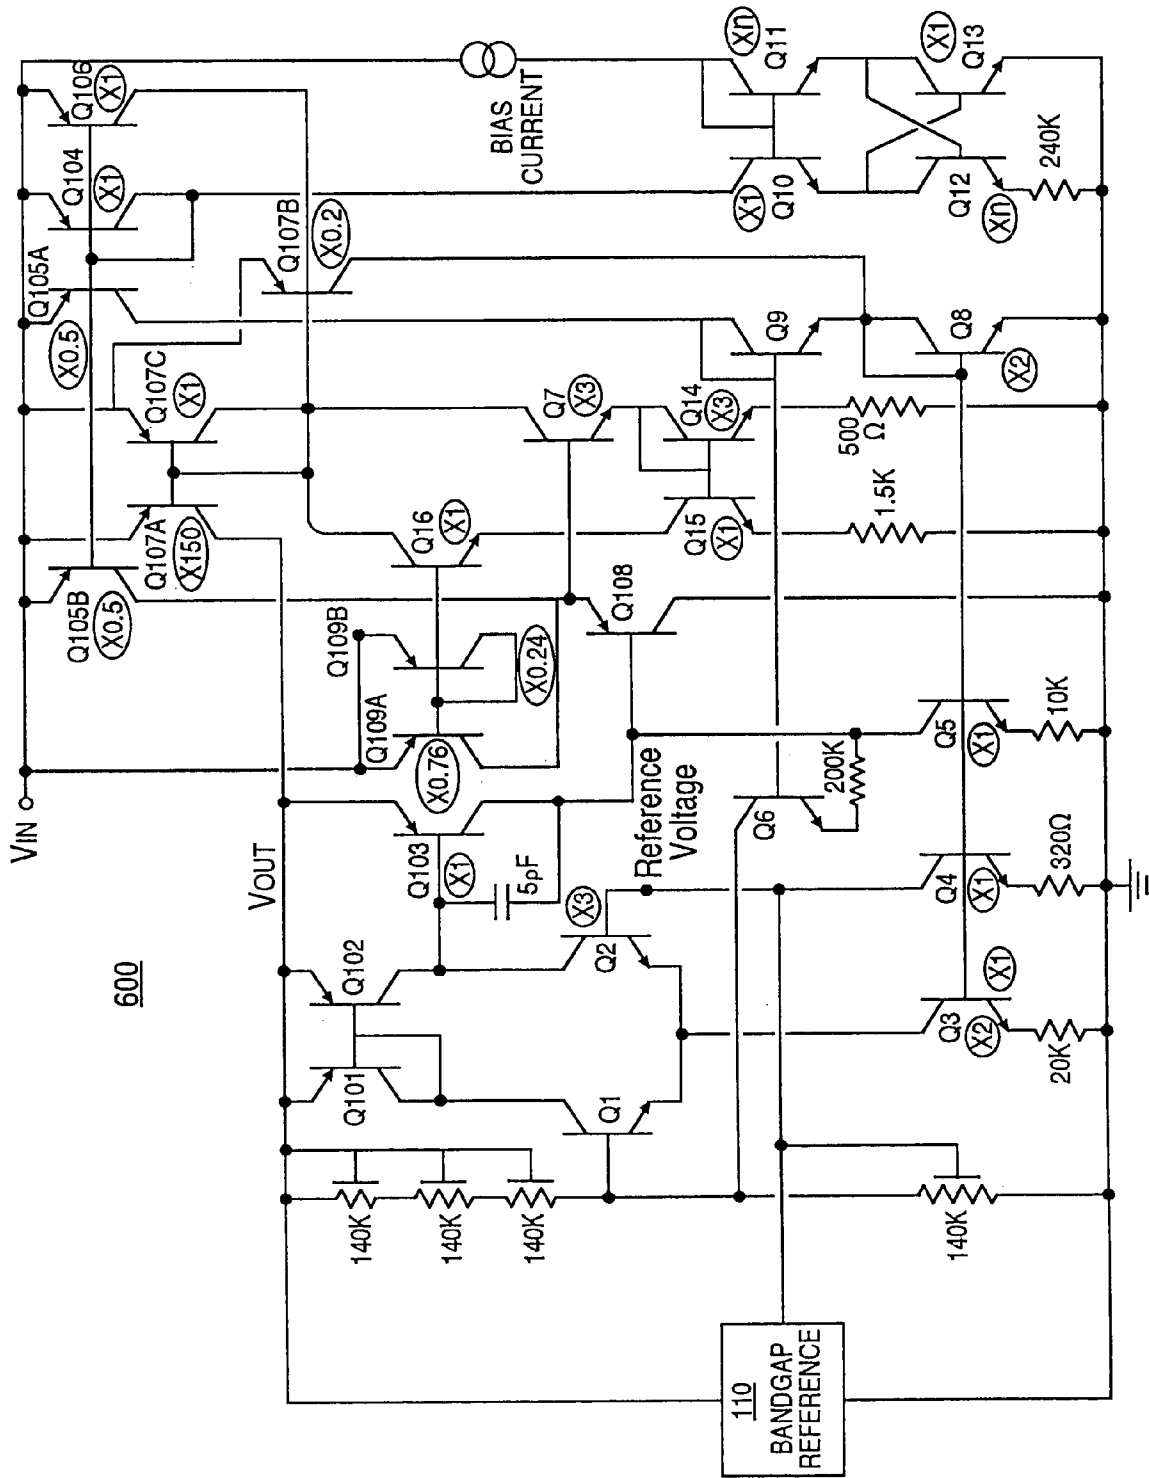 600
VIN
VOUT
Q105B
X0.5
Q107A
X150
Q107C
X1
Q105A
X0.5
Q104
X1
Q106
X1
Q107B
X0.2
BIAS
CURRENT
Q109B
X0.24
Q109A
X0.76
Q16
X1
Q7
X3
Q14
X3
Q15
X1
500
Ω
1.5K
Q9
Q8
X2
Xn
Q11
X1
Q10
X1
Q13
Q12
Xn
240K
Q101
Q102
Q103
X1
5pF
Q108
Reference
Voltage
Q1
Q2
X3
Q6
200K
Q3
X2
X1
20K
Q4
X1
320Ω
Q5
X1
10K
140K
140K
140K
140K
110
BANDGAP
REFERENCE